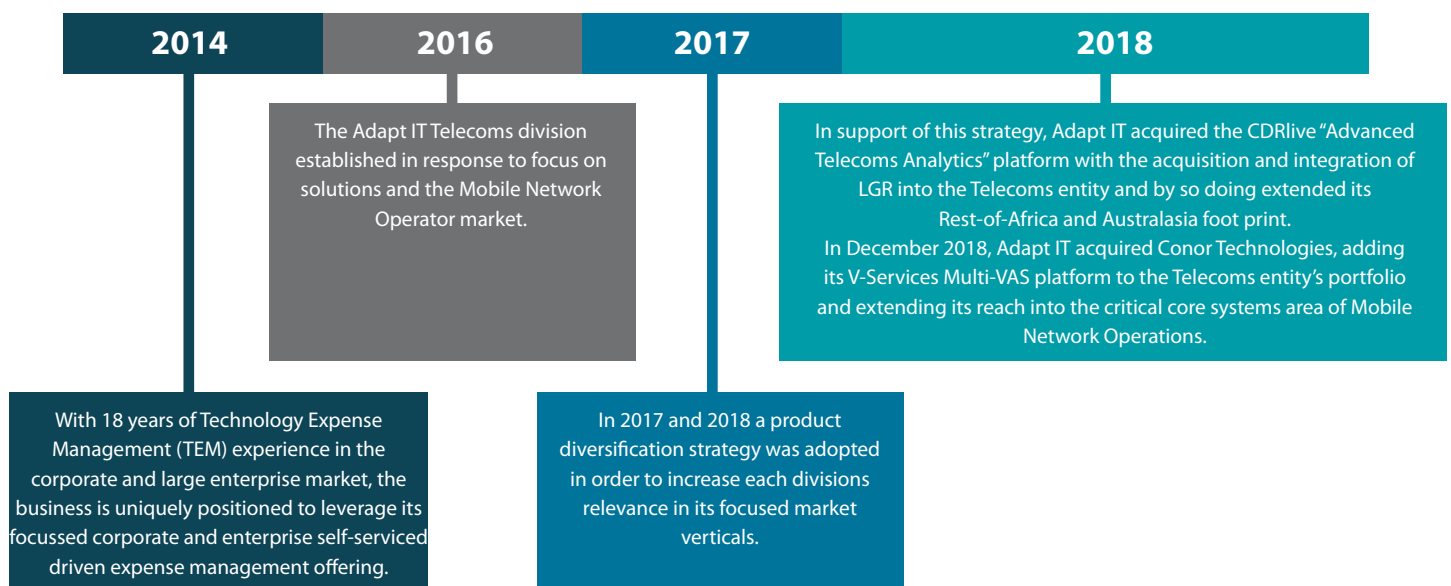 2014
2016
2017
2018
The Adapt IT Telecoms division
established in response to focus on
solutions and the Mobile Network
Operator market.
In support of this strategy, Adapt IT acquired the CDRlive “Advanced
Telecoms Analytics” platform with the acquisition and integration of
LGR into the Telecoms entity and by so doing extended its
Rest-of-Africa and Australasia foot print.
In December 2018, Adapt IT acquired Conor Technologies, adding
its V-Services Multi-VAS platform to the Telecoms entity’s portfolio
and extending its reach into the critical core systems area of Mobile
Network Operations.
With 18 years of Technology Expense
Management (TEM) experience in the
corporate and large enterprise market, the
business is uniquely positioned to leverage its
focussed corporate and enterprise self-serviced
driven expense management offering.
In 2017 and 2018 a product
diversification strategy was adopted
in order to increase each divisions
relevance in its focused market
verticals.